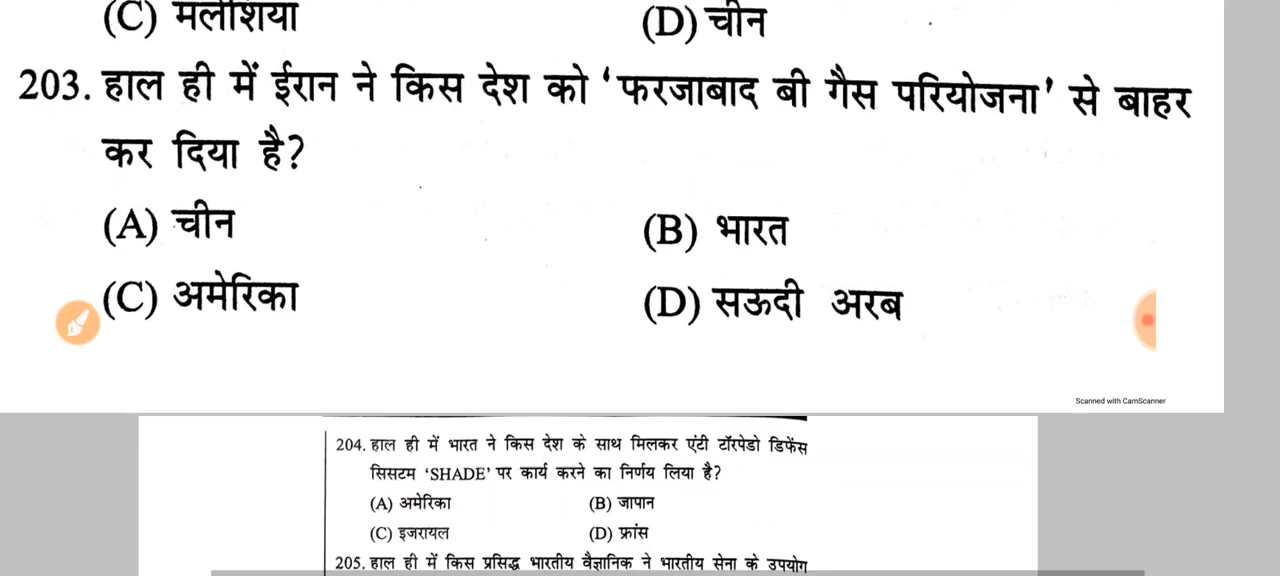 (C) मलेशिया (D) चीन
203. हाल ही में ईरान ने किस देश को ‘फरजाबाद बी गैस परियोजना’ से बाहर
कर दिया है?
(A) चीन (B) भारत
(C) अमेरिका (D) सऊदी अरब
Scanned with CamScanner
204. हाल ही में भारत ने किस देश के साथ मिलकर एंटी टॉरपेडो डिफेंस
सिसटम ‘SHADE’ पर कार्य करने का निर्णय लिया है?
(A) अमेरिका (B) जापान
(C) इजरायल (D) फ्रांस
205. हाल ही में किस प्रसिद्ध भारतीय वैज्ञानिक ने भारतीय सेना के उपयोग